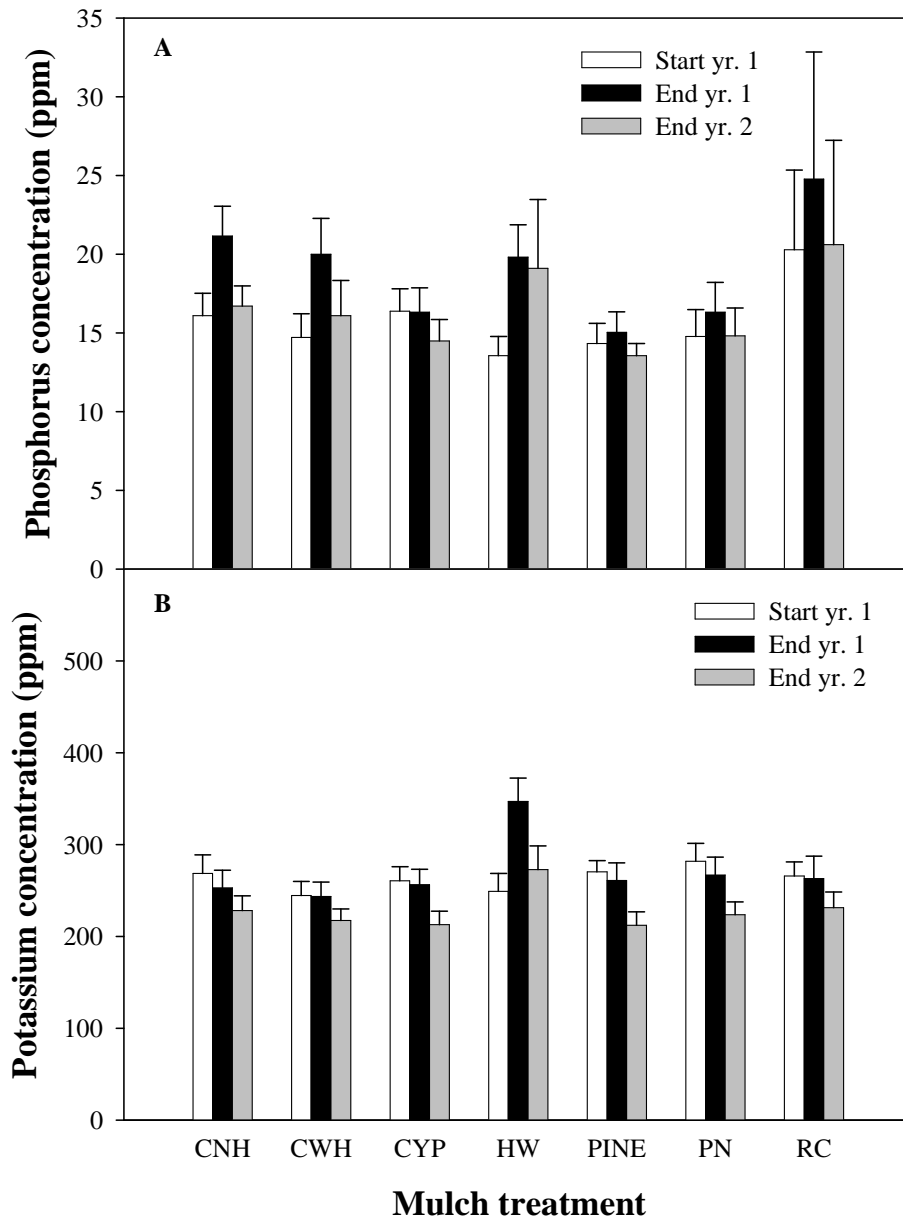 Phosphorus concentration (ppm)
35
30
25
20
15
10
5
0
A
Start yr. 1
End yr. 1
End yr. 2
Potassium concentration (ppm)
500
400
300
200
100
0
B
Start yr. 1
End yr. 1
End yr. 2
CNH CWH CYP HW PINE PN RC
Mulch treatment